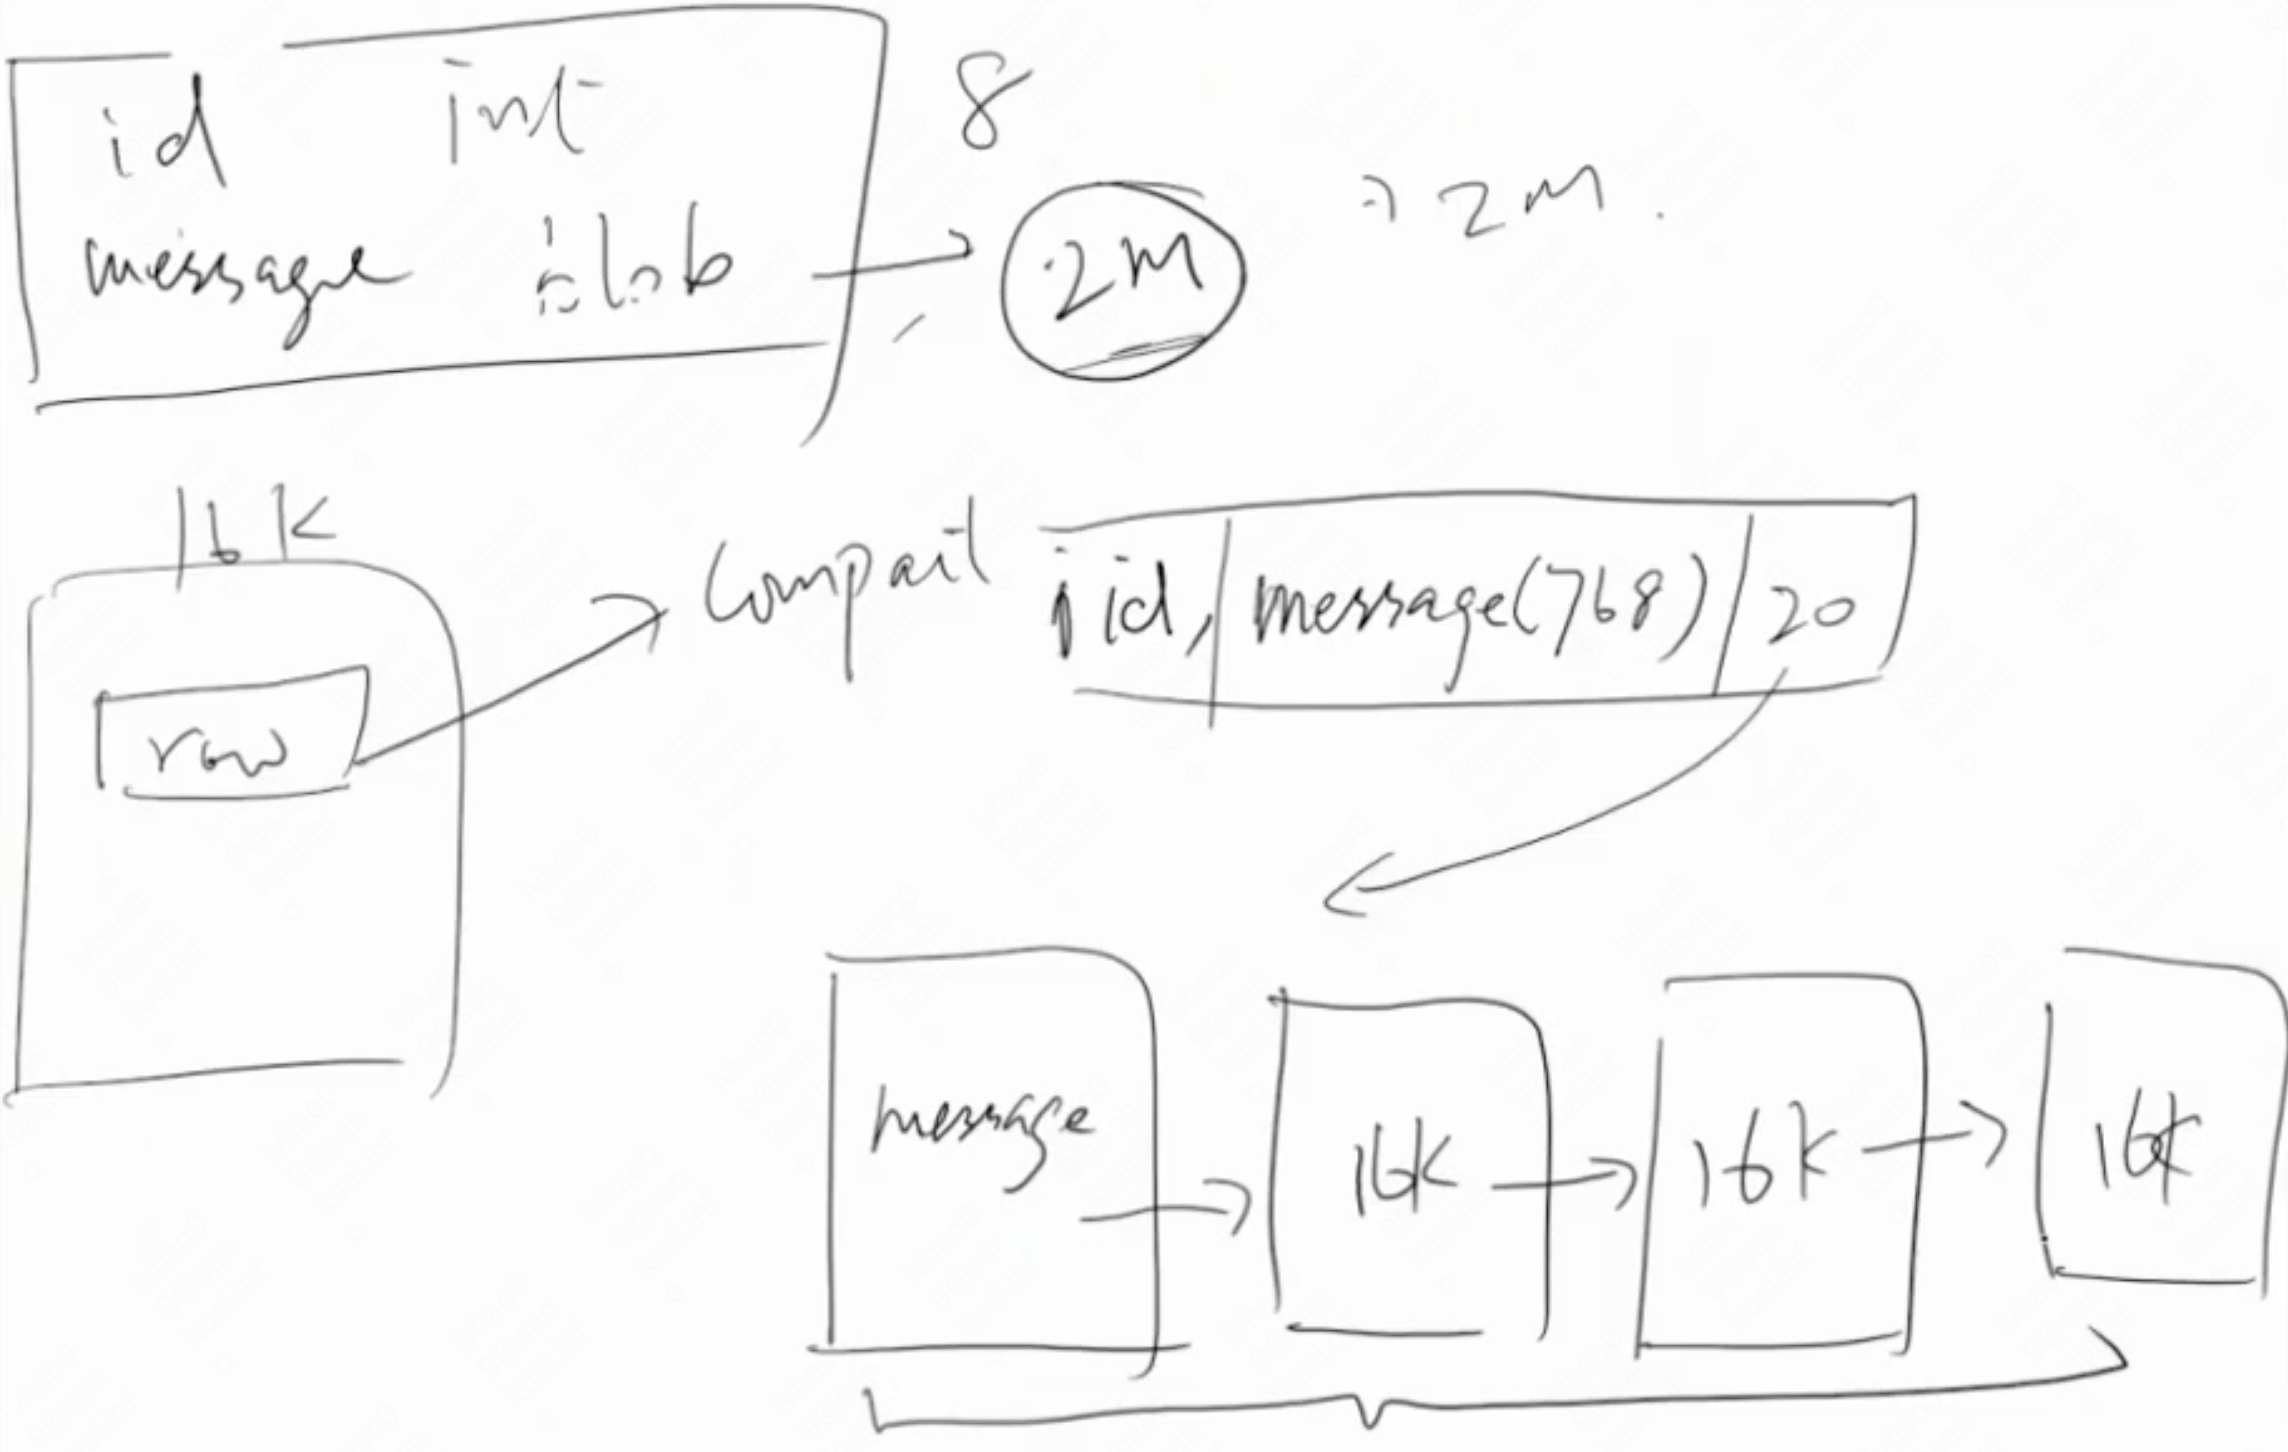 id int 8
message blob 2M
→ 2M.
16K
Compact id, message(768) 20
row
message 16K 16K 16K